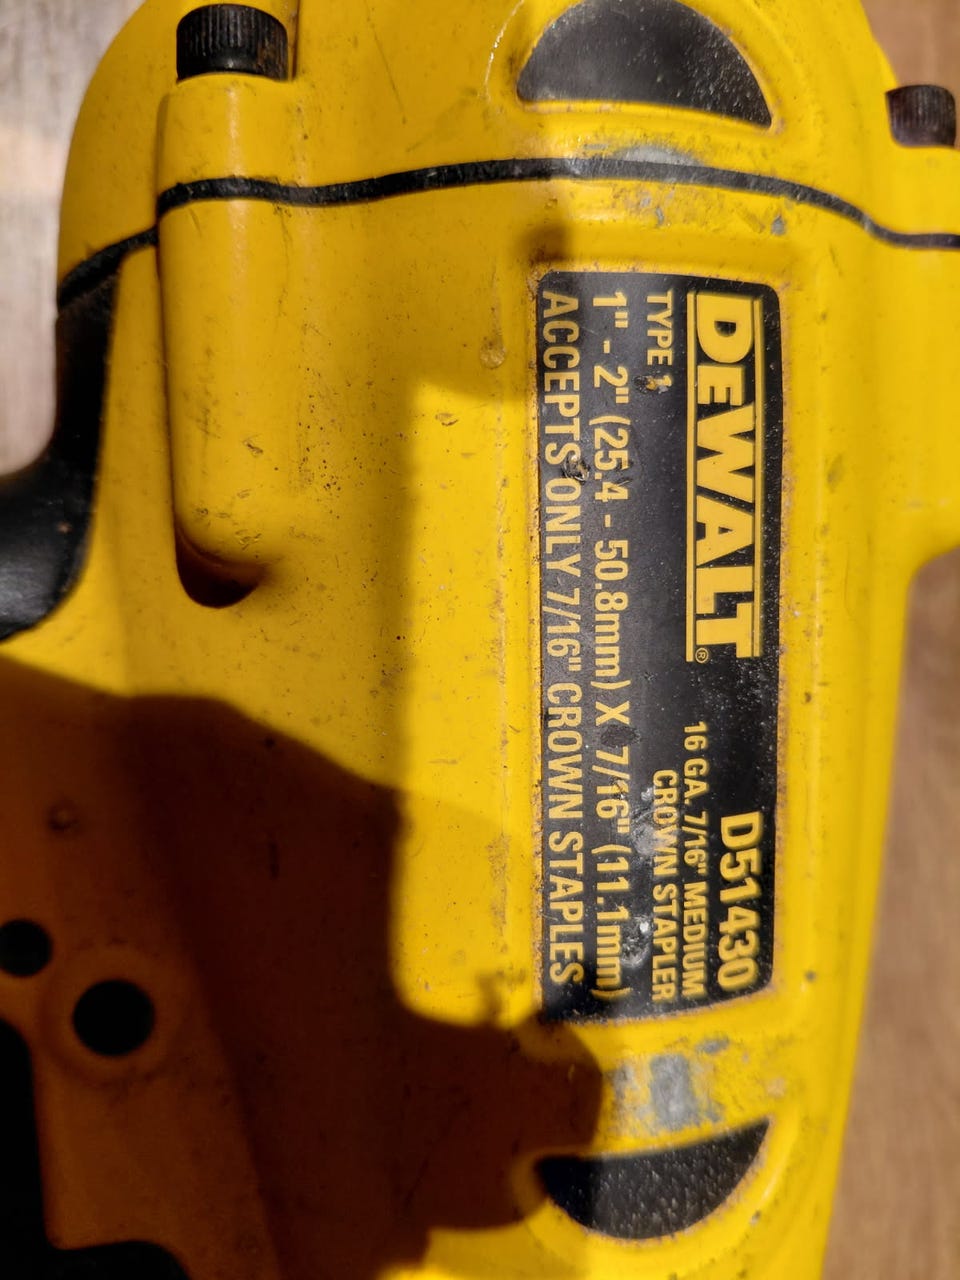 DEWALT®
D51430
16 GA. 7/16" MEDIUM
CROWN STAPLER
TYPE 1
1" - 2" (25.4 - 50.8mm) X 7/16" (11.1mm)
ACCEPTS ONLY 7/16" CROWN STAPLES